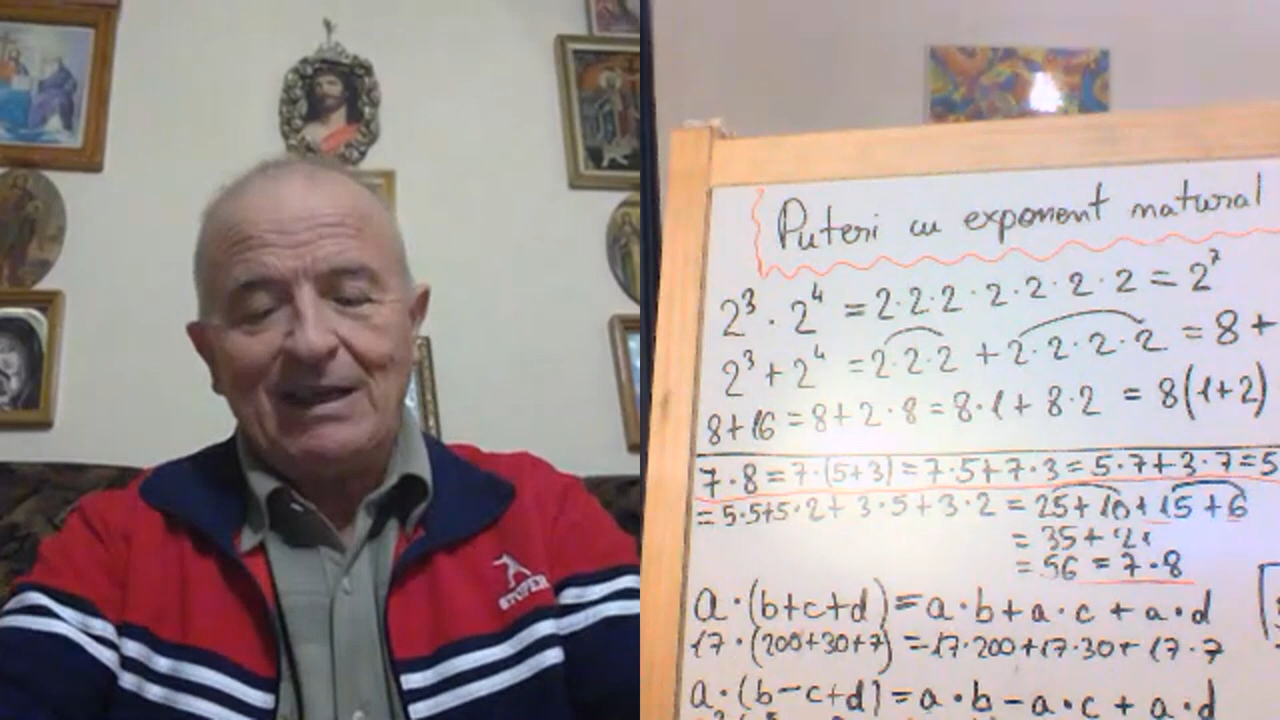 STOFER
Puteri cu exponent natural
2³ · 2⁴ = 2·2·2·2·2·2·2 = 2⁷
2³ + 2⁴ = 2·2·2 + 2·2·2·2 = 8 +
8+16 = 8+2·8 = 8·1 + 8·2 = 8(1+2)
7·8 = 7·(5+3) = 7·5+7·3 = 5·7+3·7 = 5
= 5·5+5·2 + 3·5 + 3·2 = 25+10+15+6
= 35 + 21
= 56 = 7·8
a·(b+c+d) = a·b + a·c + a·d
17·(200+30+7) = 17·200+17·30+17·7
a·(b-c+d) = a·b - a·c + a·d